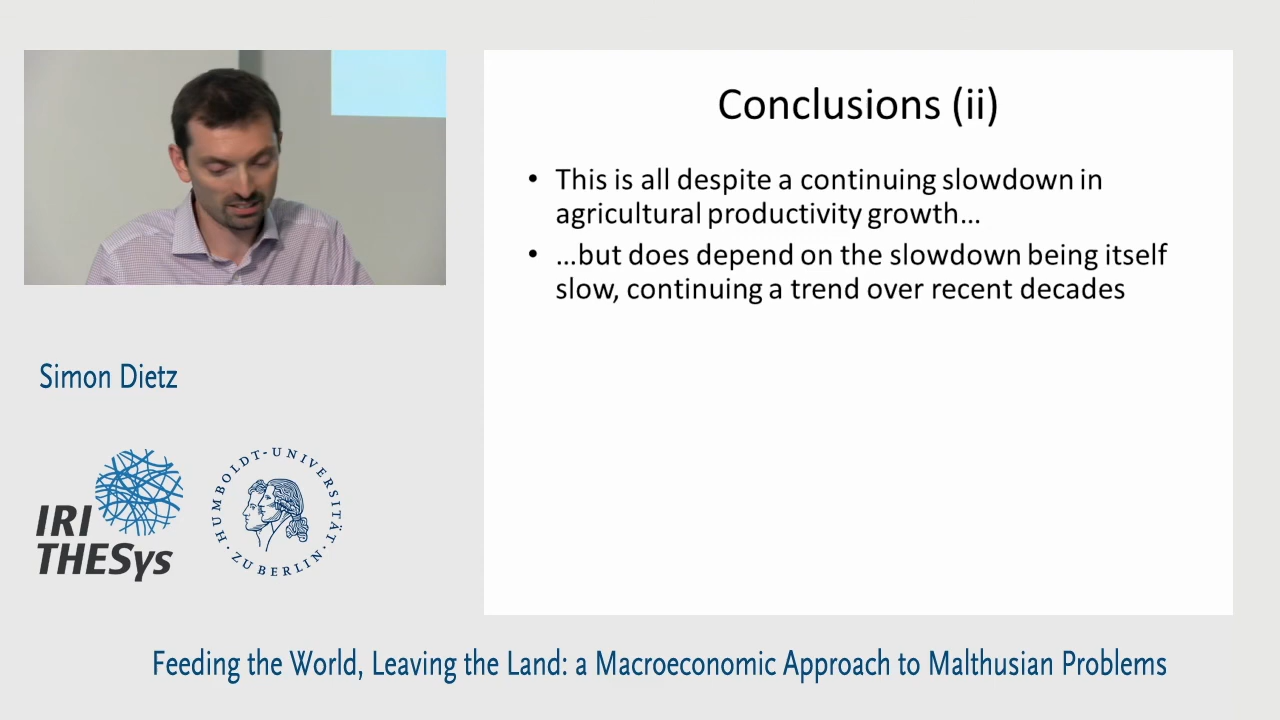 Conclusions (ii)
• This is all despite a continuing slowdown in
agricultural productivity growth…
• …but does depend on the slowdown being itself
slow, continuing a trend over recent decades
Simon Dietz
IRI
THESys
HUMBOLDT-UNIVERSITÄT
· ZU BERLIN ·
Feeding the World, Leaving the Land: a Macroeconomic Approach to Malthusian Problems